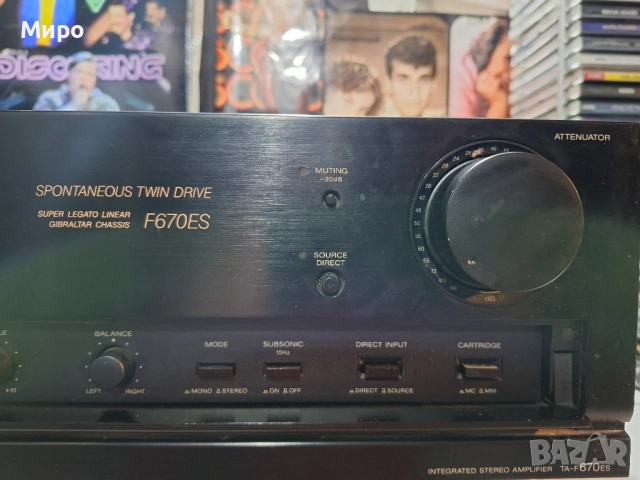 Миро
DISCO KING
ATTENUATOR
MUTING
-20dB
SPONTANEOUS TWIN DRIVE
SUPER LEGATO LINEAR
GIBRALTAR CHASSIS
F670ES
SOURCE
DIRECT
dB
BALANCE
LEFT RIGHT
+10
MODE
MONO STEREO
SUBSONIC
15Hz
ON OFF
DIRECT INPUT
DIRECT SOURCE
CARTRIDGE
MC MM
INTEGRATED STEREO AMPLIFIER TA-F670ES
BAZAR